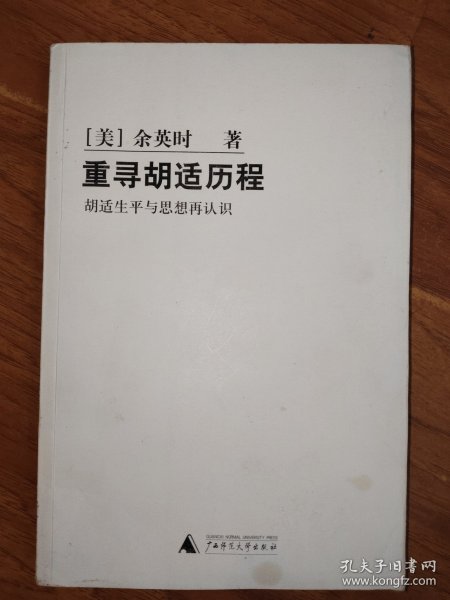 [美] 余英时 著
重寻胡适历程
胡适生平与思想再认识
GUANGXI NORMAL UNIVERSITY PRESS
广西师范大学出版社
孔夫子旧书网
www.kongfz.com